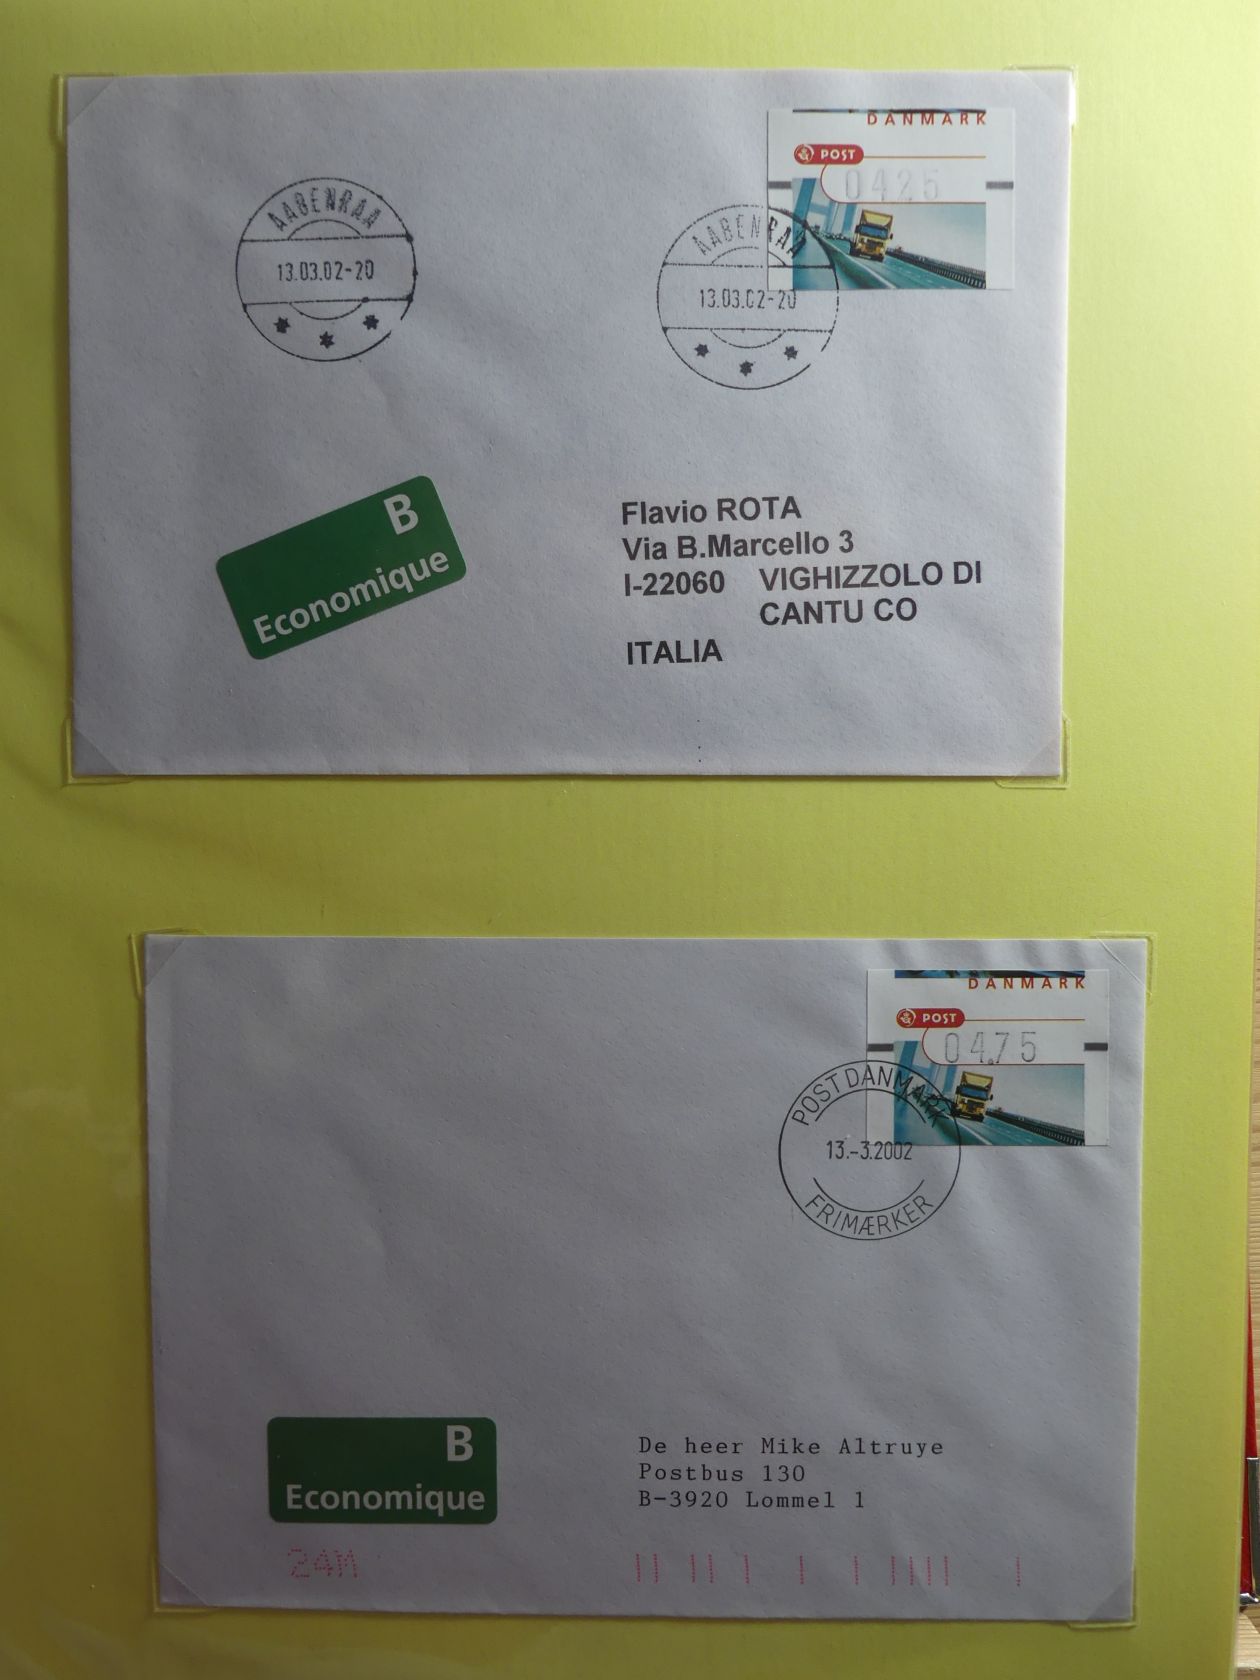 DANMARK
POST
0425
AABENRAA
13.03.02-20
AABENRAA
13.03.02-20
B
Economique
Flavio ROTA
Via B.Marcello 3
I-22060 VIGHIZZOLO DI
CANTU CO
ITALIA
DANMARK
POST
04.75
POST DANMARK
13.-3.2002
FRIMÆRKER
B
Economique
De heer Mike Altruye
Postbus 130
B-3920 Lommel 1
24M